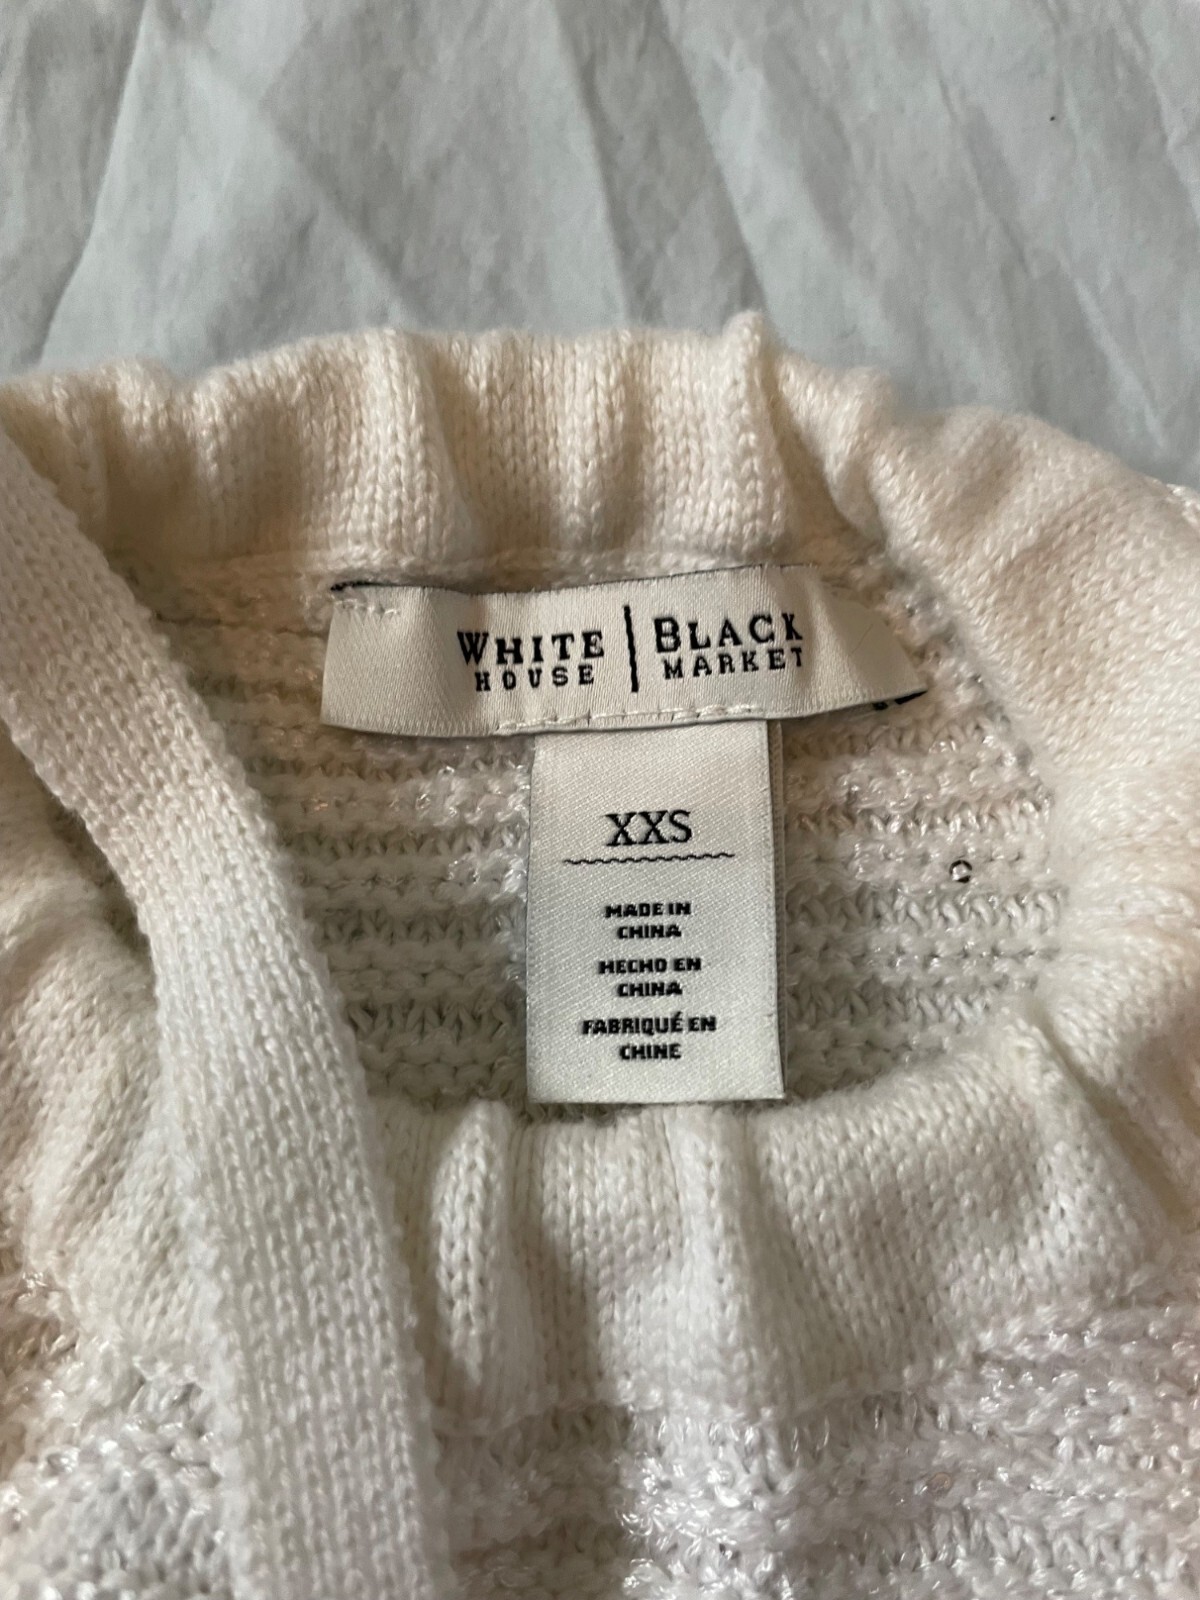 WHITE | BLACK
HOUSE | MARKET
XXS
MADE IN
CHINA
HECHO EN
CHINA
FABRIQUÉ EN
CHINE